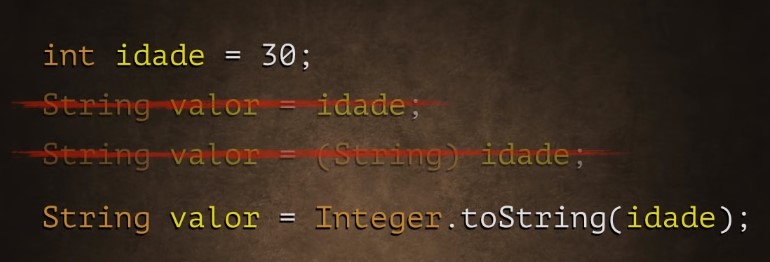 int idade = 30;
String valor = idade;
String valor = (String) idade;
String valor = Integer.toString(idade);